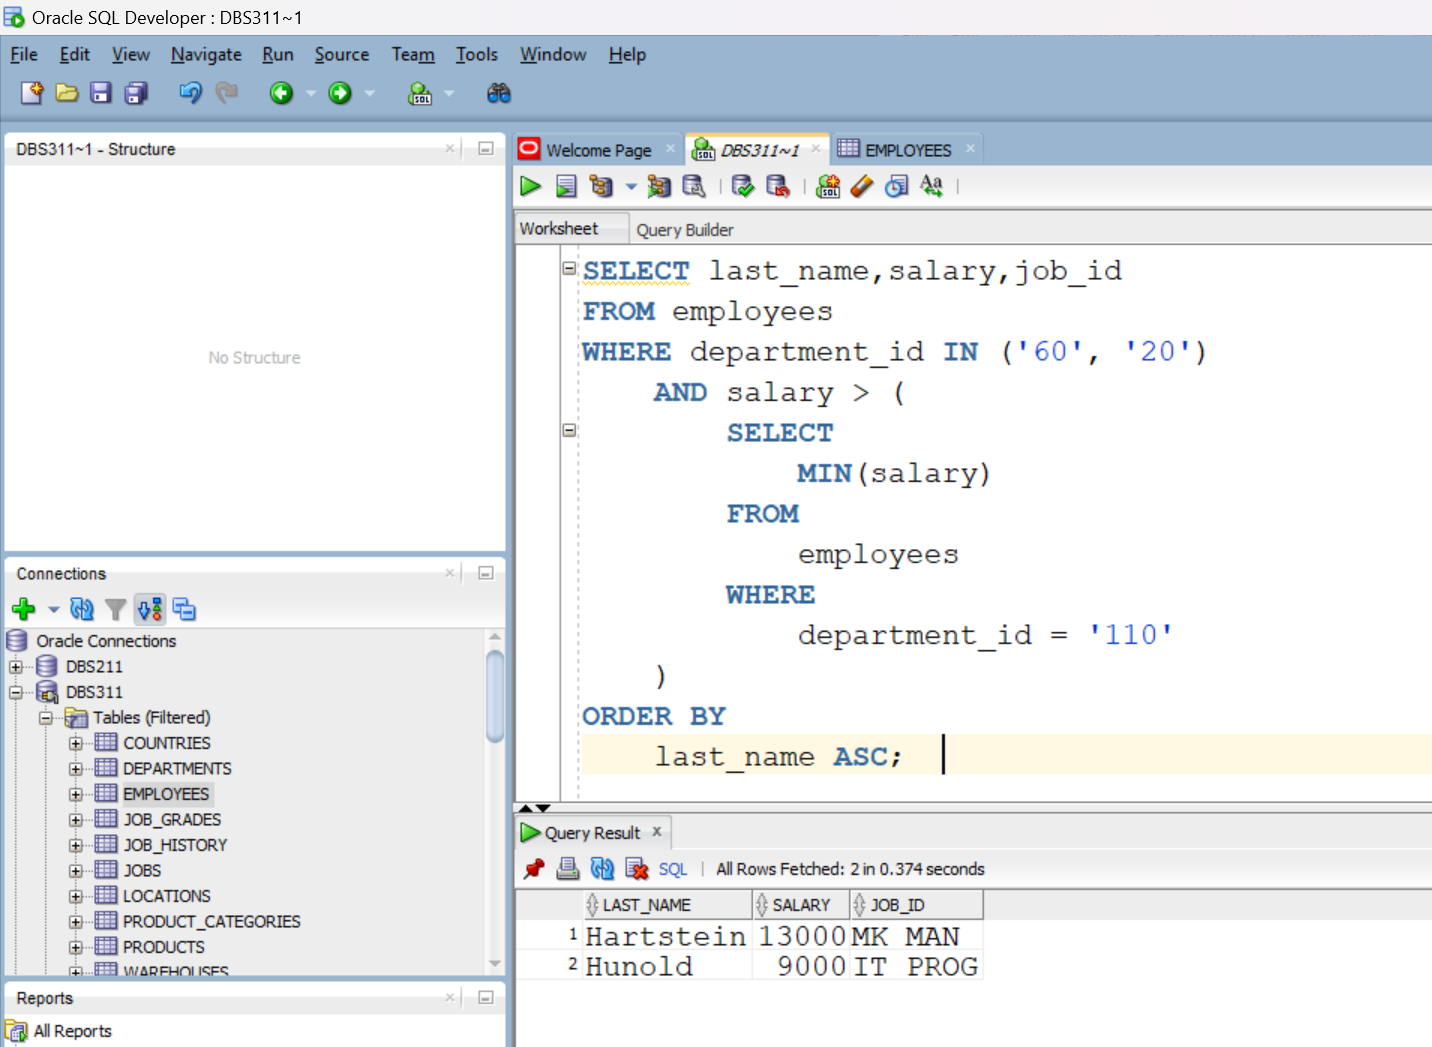 Oracle SQL Developer : DBS311~1
File Edit View Navigate Run Source Team Tools Window Help
DBS311~1 - Structure
No Structure
Connections
Oracle Connections
DBS211
DBS311
Tables (Filtered)
COUNTRIES
DEPARTMENTS
EMPLOYEES
JOB_GRADES
JOB_HISTORY
JOBS
LOCATIONS
PRODUCT_CATEGORIES
PRODUCTS
WAREHOUSES
Reports
All Reports
Welcome Page DBS311~1 EMPLOYEES
Worksheet Query Builder
SELECT last_name,salary,job_id
FROM employees
WHERE department_id IN ('60', '20')
AND salary > (
SELECT
MIN(salary)
FROM
employees
WHERE
department_id = '110'
)
ORDER BY
last_name ASC;
Query Result
SQL | All Rows Fetched: 2 in 0.374 seconds
LAST_NAME SALARY JOB_ID
1 Hartstein 13000 MK MAN
2 Hunold 9000 IT PROG